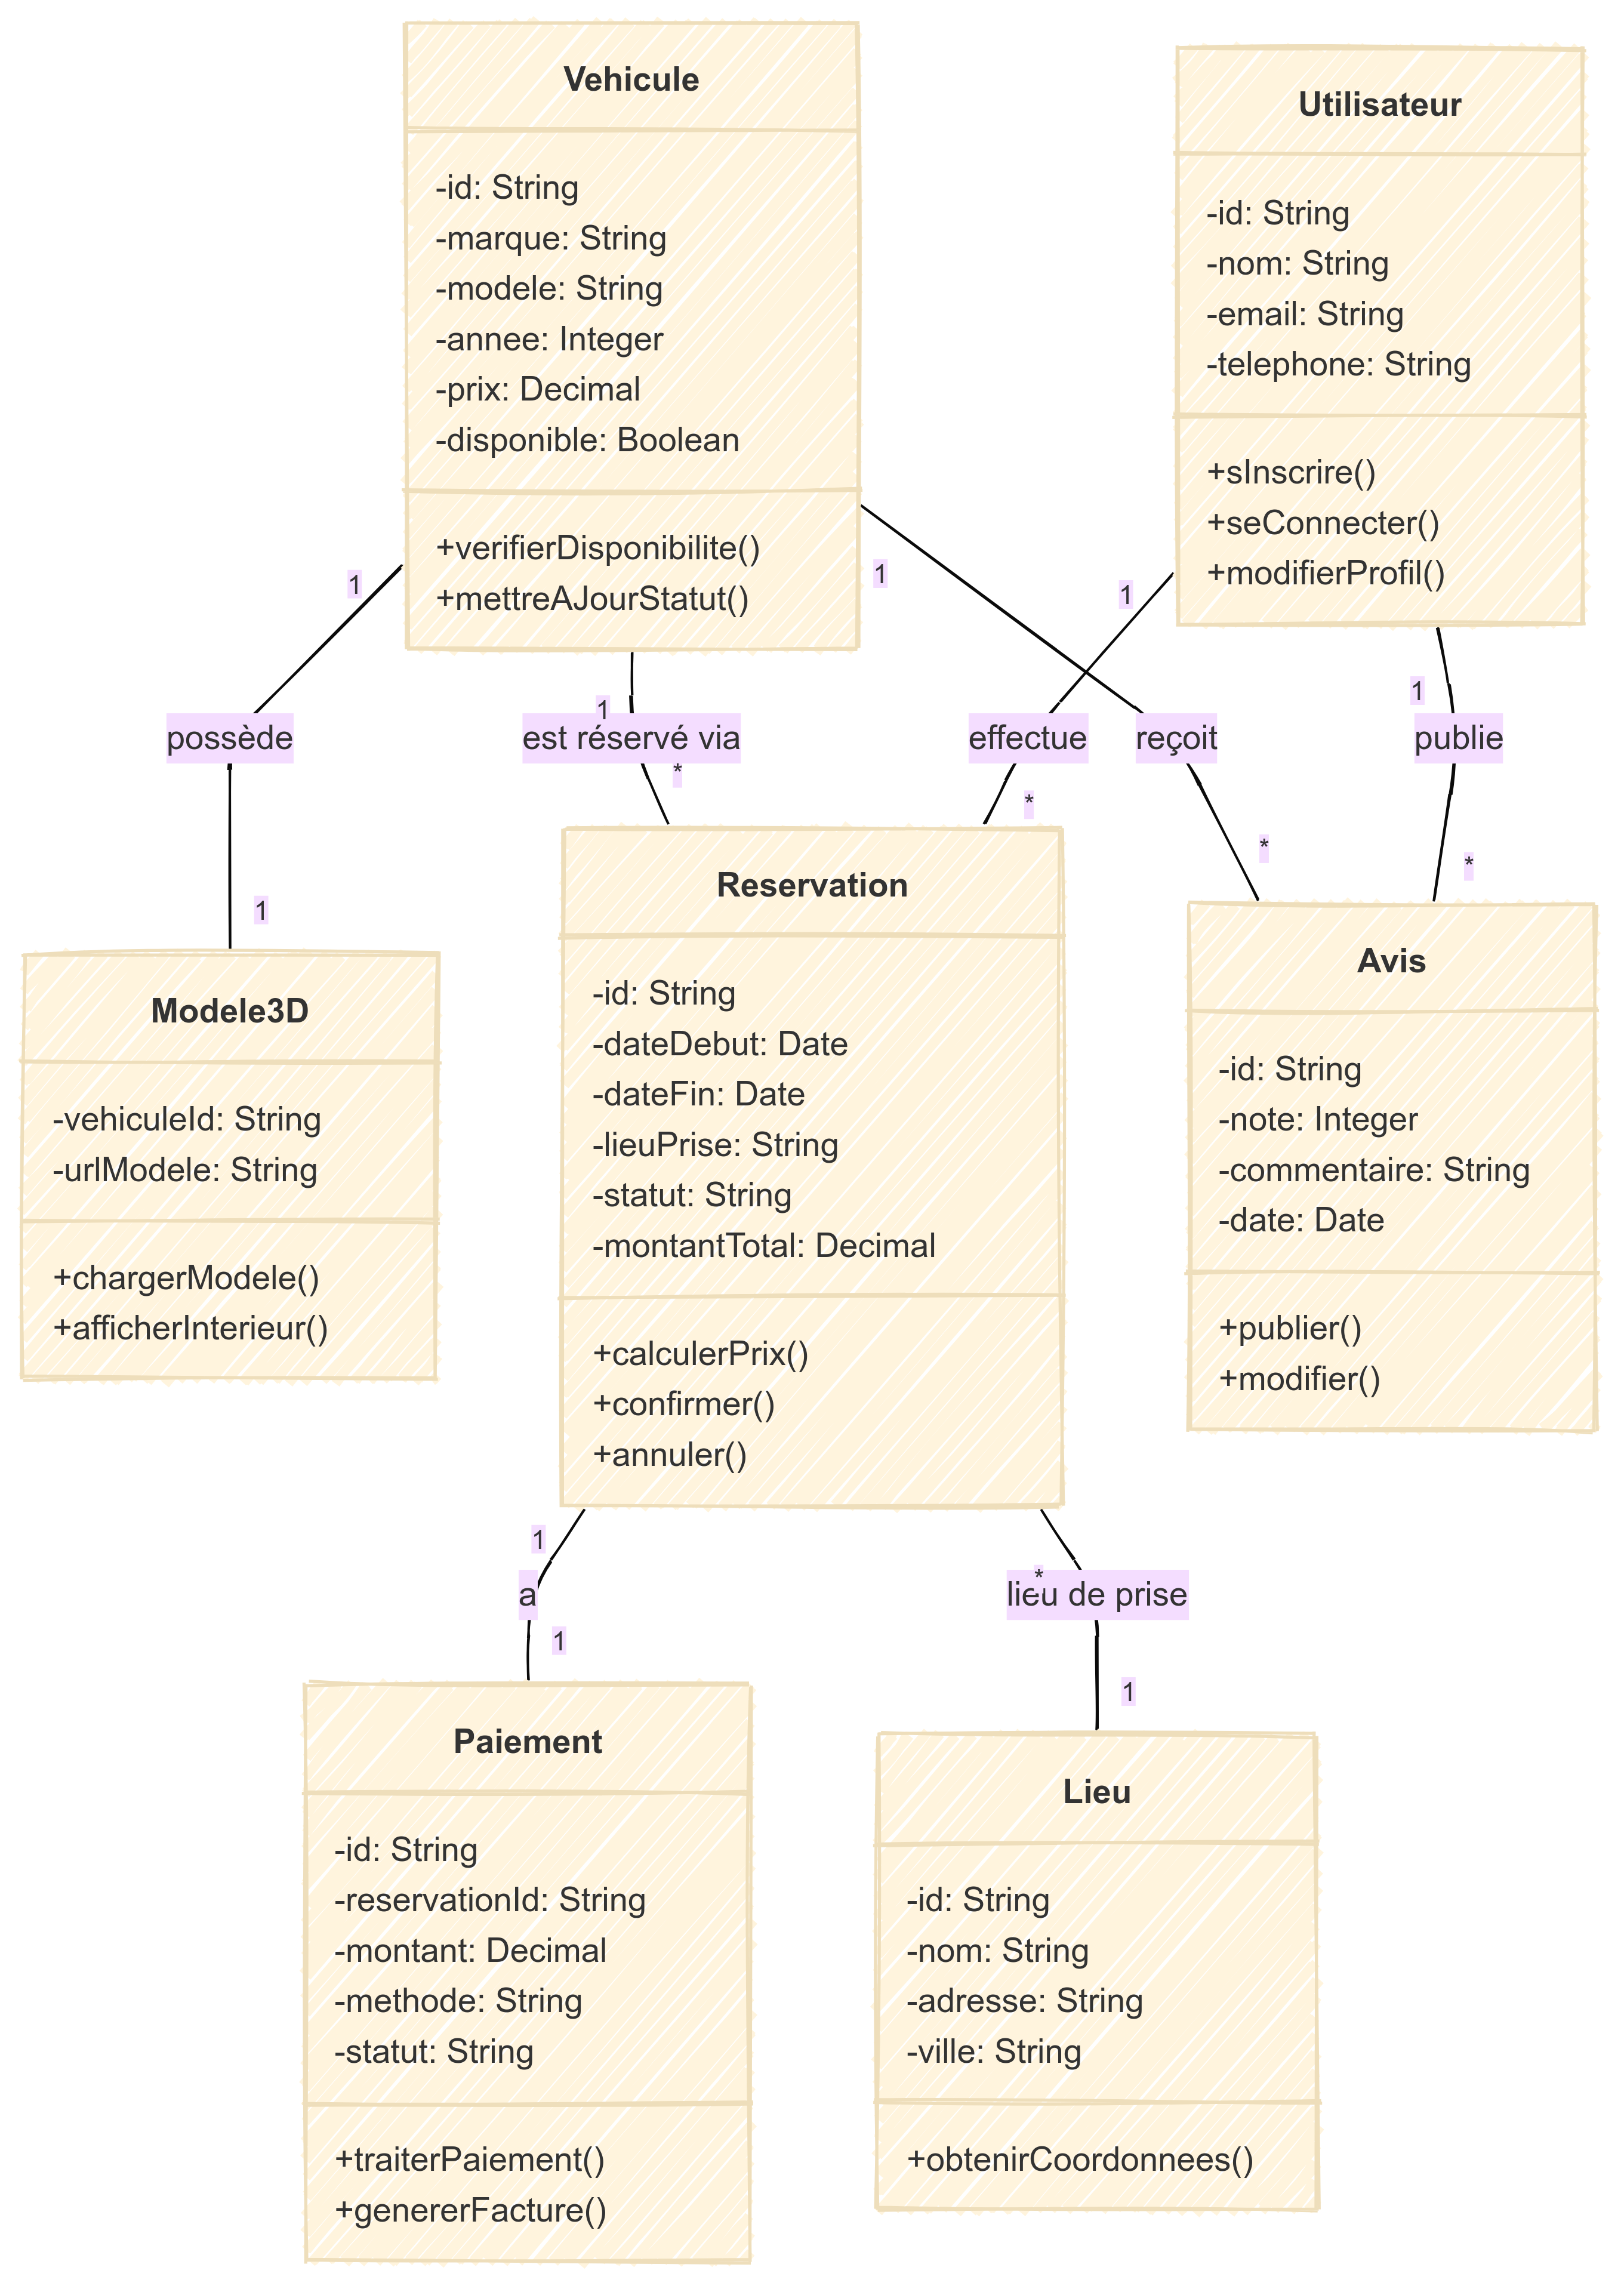 Vehicule
-id: String
-marque: String
-modele: String
-annee: Integer
-prix: Decimal
-disponible: Boolean
+verifierDisponibilite()
+mettreAJourStatut()
Utilisateur
-id: String
-nom: String
-email: String
-telephone: String
+sInscrire()
+seConnecter()
+modifierProfil()
1
1
1
1
1
possède
est réservé via
effectue
reçoit
publie
*
*
*
*
1
Reservation
-id: String
-dateDebut: Date
-dateFin: Date
-lieuPrise: String
-statut: String
-montantTotal: Decimal
+calculerPrix()
+confirmer()
+annuler()
Avis
-id: String
-note: Integer
-commentaire: String
-date: Date
+publier()
+modifier()
Modele3D
-vehiculeId: String
-urlModele: String
+chargerModele()
+afficherInterieur()
1
*
a
lieu de prise
1
1
Paiement
-id: String
-reservationId: String
-montant: Decimal
-methode: String
-statut: String
+traiterPaiement()
+genererFacture()
Lieu
-id: String
-nom: String
-adresse: String
-ville: String
+obtenirCoordonnees()